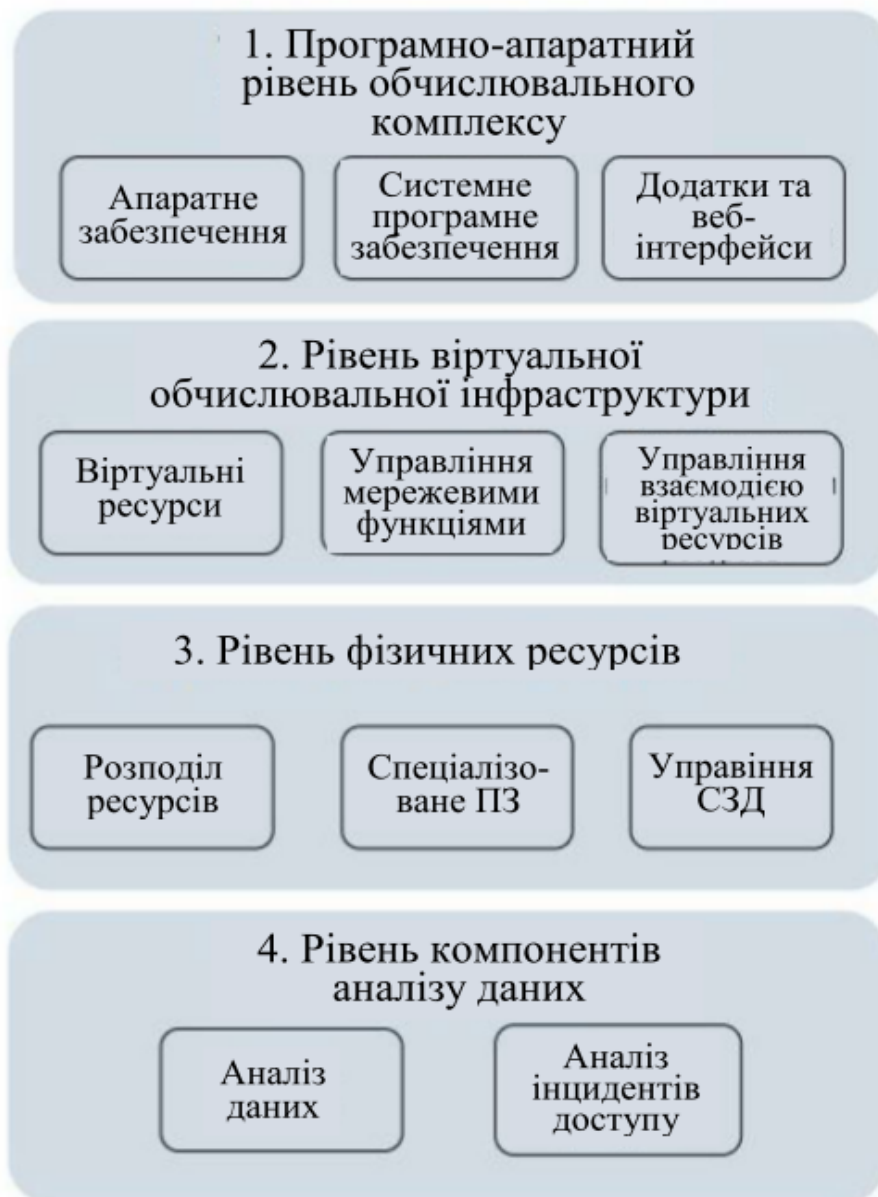 1. Програмно-апаратний
рівень обчислювального
комплексу
Апаратне
забезпечення
Системне
програмне
забезпечення
Додатки та
веб-
інтерфейси
2. Рівень віртуальної
обчислювальної інфраструктури
Віртуальні
ресурси
Управління
мережевими
функціями
Управління
взаємодією
віртуальних
ресурсів
3. Рівень фізичних ресурсів
Розподіл
ресурсів
Спеціалізо-
ване ПЗ
Управіння
СЗД
4. Рівень компонентів
аналізу даних
Аналіз
даних
Аналіз
інцидентів
доступу